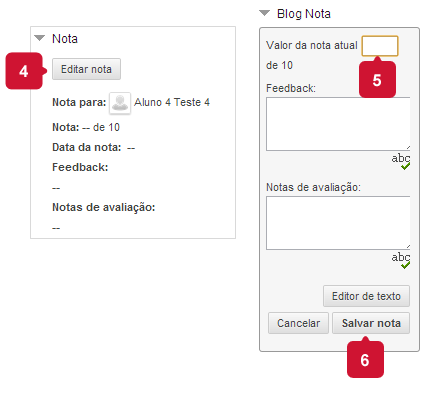 Nota
4
Editar nota
Nota para: Aluno 4 Teste 4
Nota: -- de 10
Data da nota: --
Feedback:
--
Notas de avaliação:
--
Blog Nota
Valor da nota atual
5
de 10
Feedback:
abc
Notas de avaliação:
abc
Editor de texto
Cancelar Salvar nota
6